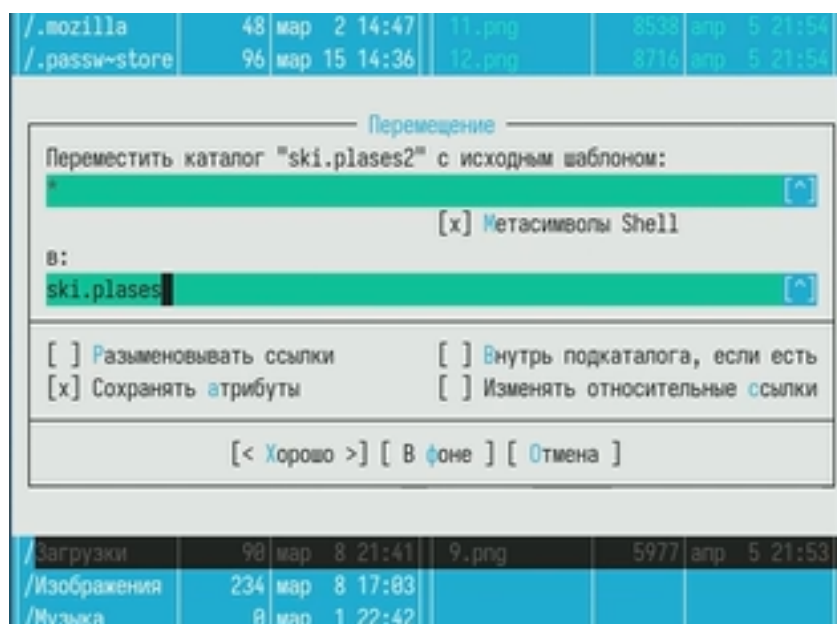 /.mozilla 48 мар 2 14:47 11.png 8538 апр 5 21:54
/.passw~store 96 мар 15 14:36 12.png 8716 апр 5 21:54
Перемещение
Переместить каталог "ski.plases2" с исходным шаблоном:
* [^]
[x] Метасимволы Shell
в:
ski.plases [^]
[ ] Разыменовывать ссылки [ ] Внутрь подкаталога, если есть
[x] Сохранять атрибуты [ ] Изменять относительные ссылки
[< Хорошо >] [ В фоне ] [ Отмена ]
/Загрузки 90 мар 8 21:41 9.png 5977 апр 5 21:53
/Изображения 234 мар 8 17:03
/Музыка 0 мар 1 22:42